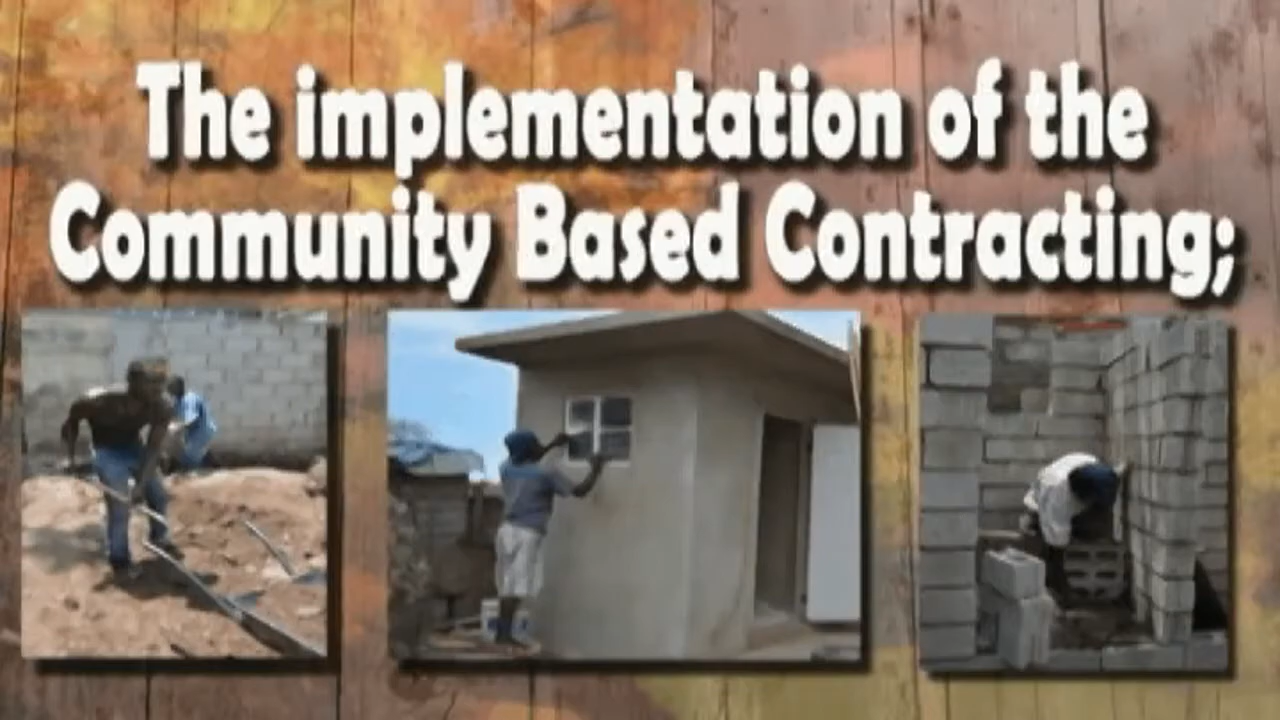 The implementation of the
Community Based Contracting;